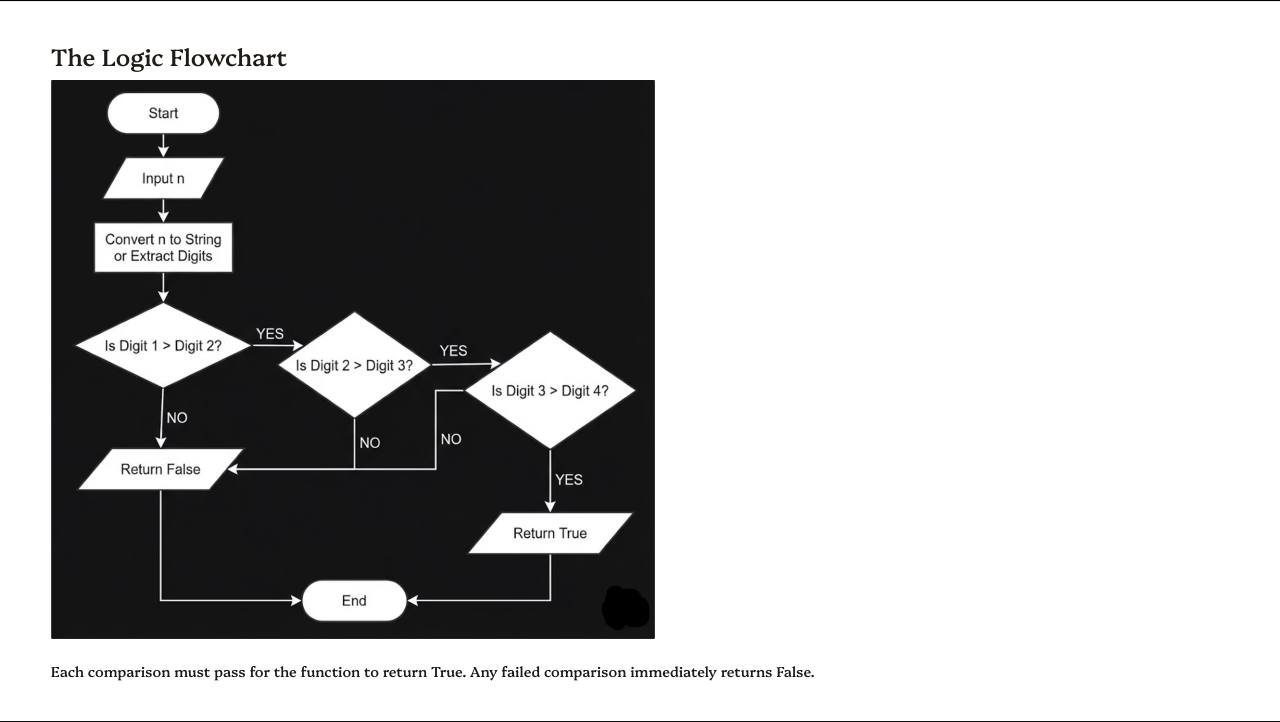 The Logic Flowchart
Start
Input n
Convert n to String
or Extract Digits
Is Digit 1 > Digit 2?
YES
Is Digit 2 > Digit 3?
YES
Is Digit 3 > Digit 4?
NO
NO
NO
Return False
YES
Return True
End
Each comparison must pass for the function to return True. Any failed comparison immediately returns False.